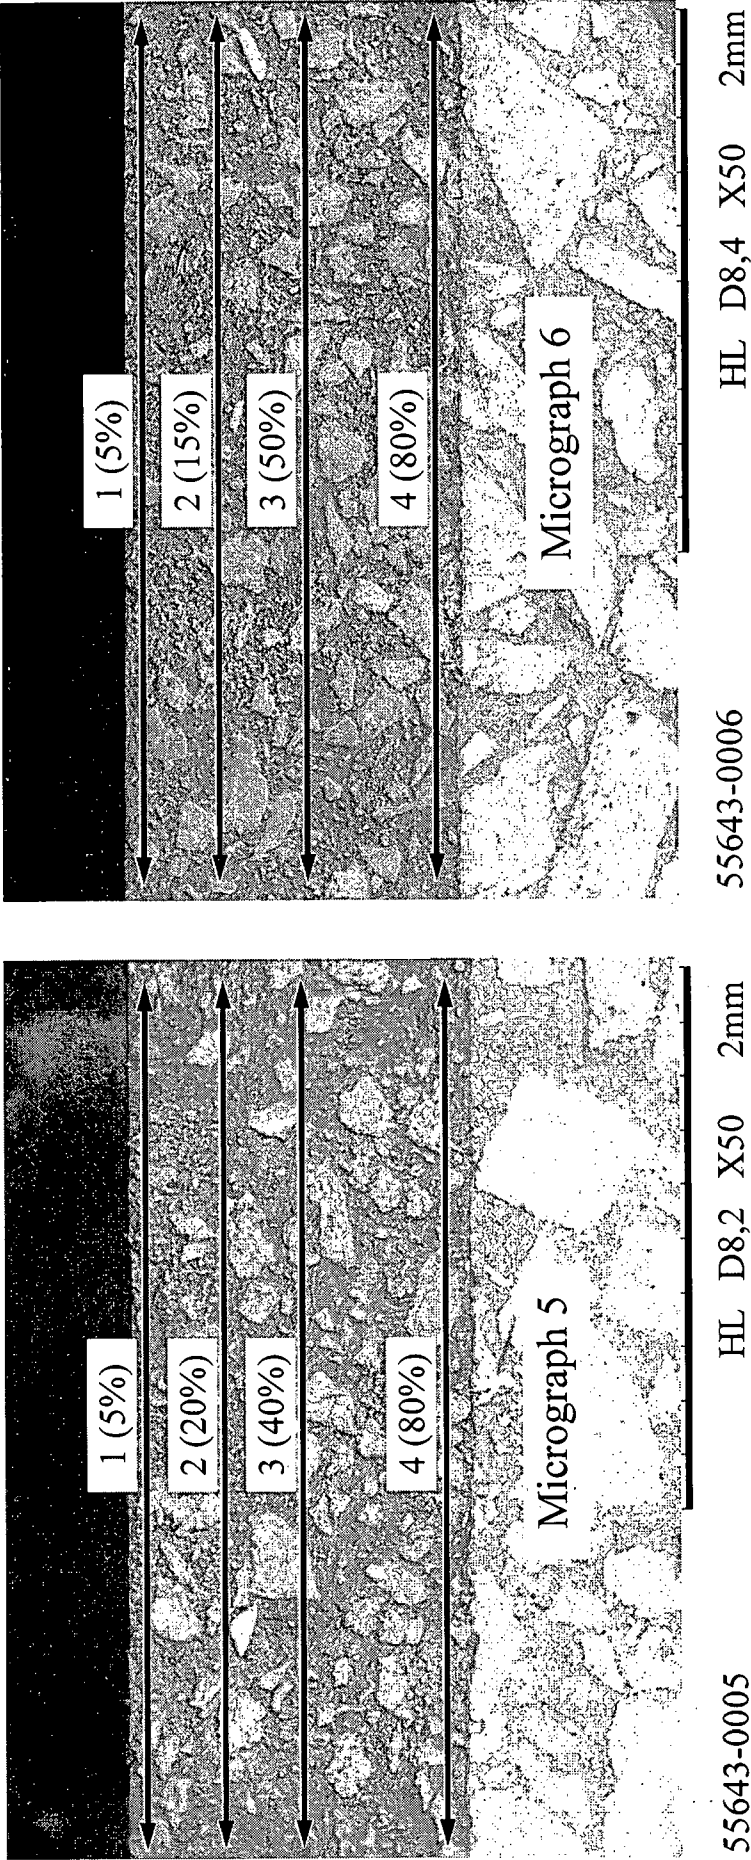 1 (5%)
2 (20%)
3 (40%)
4 (80%)
Micrograph 5
55643-0005 HL D8,2 X50 2mm
1 (5%)
2 (15%)
3 (50%)
4 (80%)
Micrograph 6
55643-0006 HL D8,4 X50 2mm